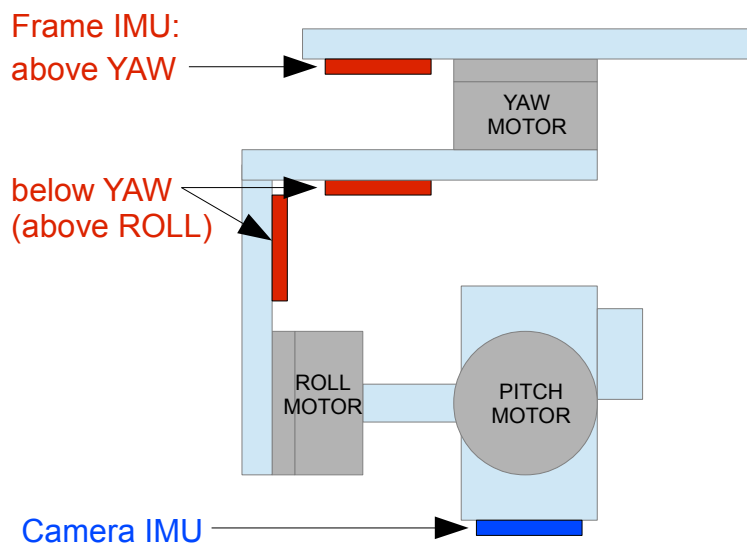 Frame IMU:
above YAW
YAW
MOTOR
below YAW
(above ROLL)
ROLL
MOTOR
PITCH
MOTOR
Camera IMU